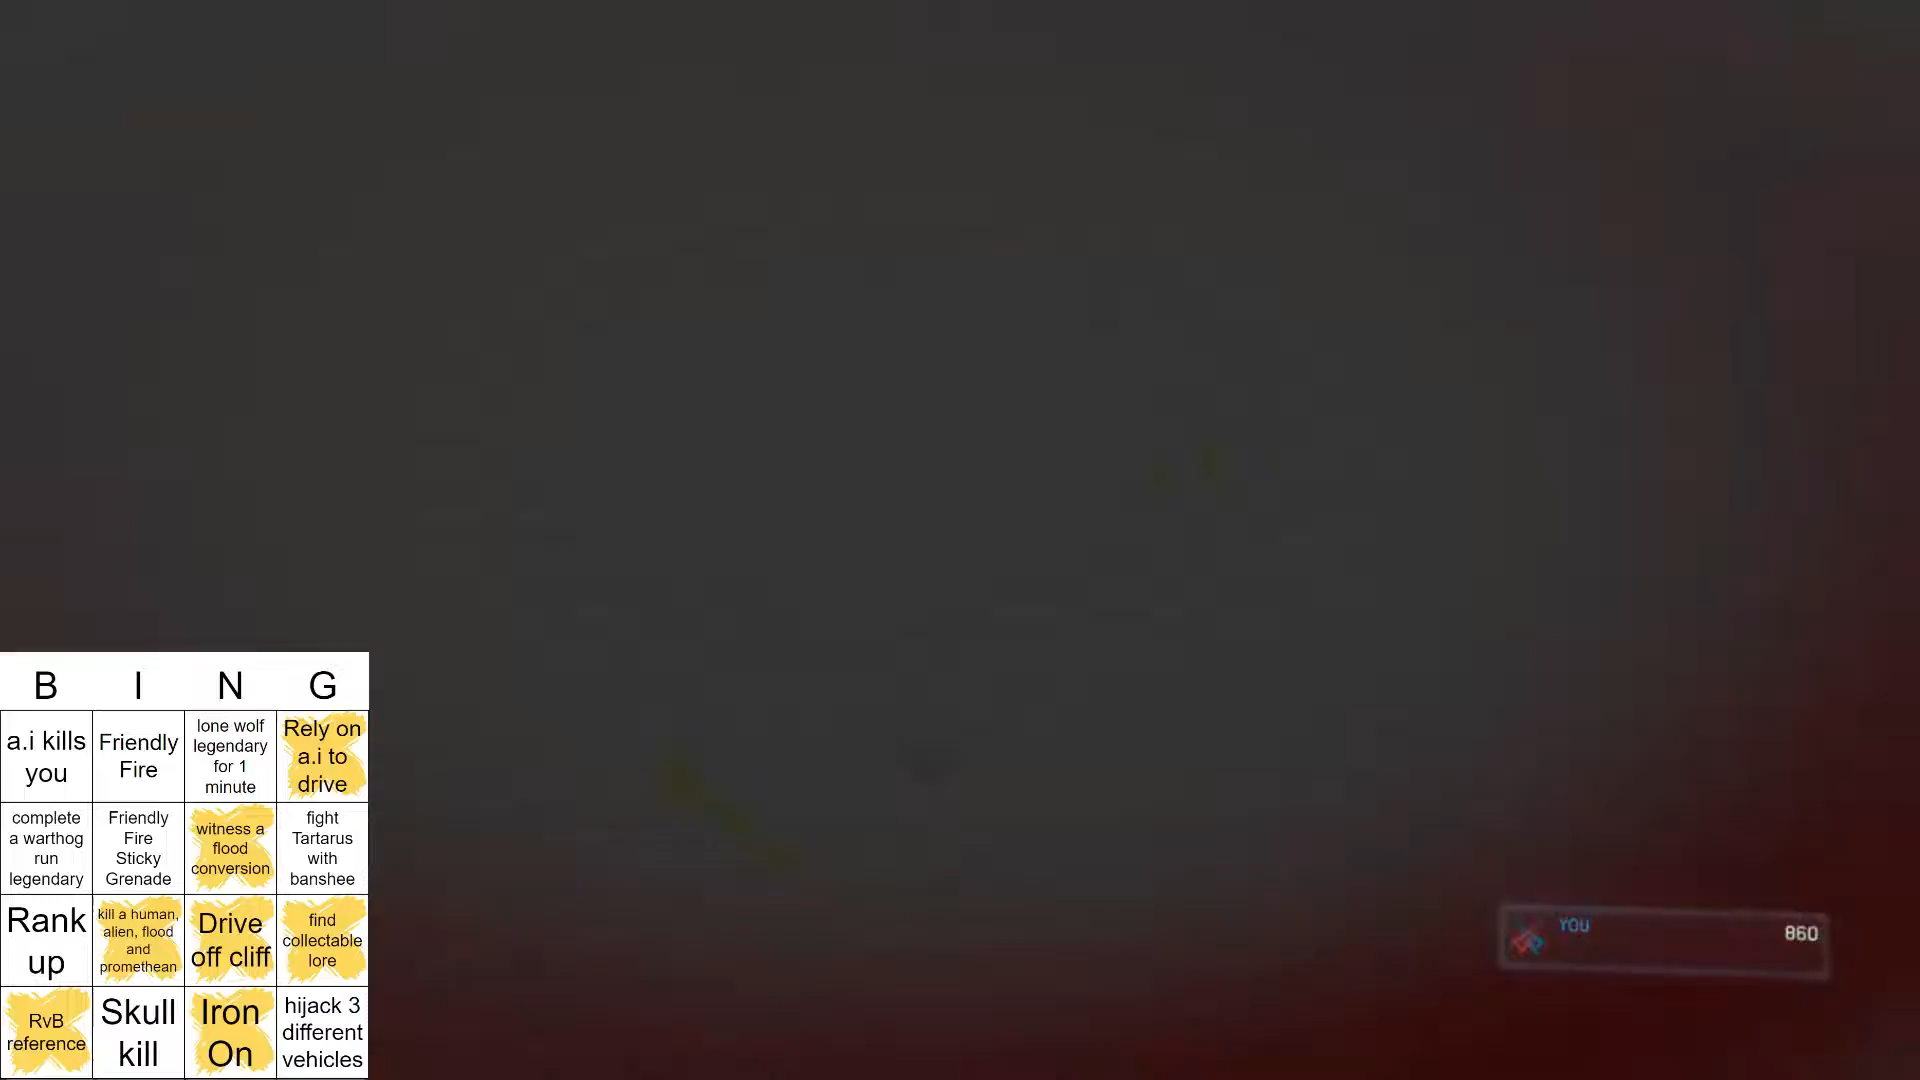 B I N G
a.i kills
you
Friendly
Fire
lone wolf
legendary
for 1
minute
Rely on
a.i to
drive
complete
a warthog
run
legendary
Friendly
Fire
Sticky
Grenade
witness a
flood
conversion
fight
Tartarus
with
banshee
Rank
up
kill a human,
alien, flood
and
promethean
Drive
off cliff
find
collectable
lore
RvB
reference
Skull
kill
Iron
On
hijack 3
different
vehicles
YOU 860